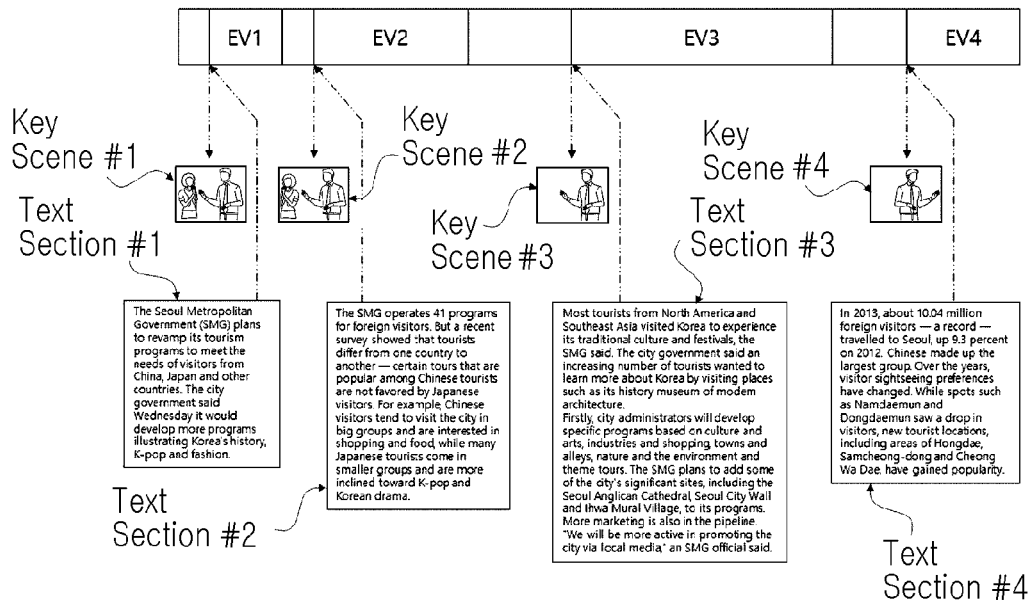 EV1
EV2
EV3
EV4
Key
Scene #1
Key
Scene #2
Key
Scene #3
Key
Scene #4
Text
Section #1
Text
Section #3
The Seoul Metropolitan
Government (SMG) plans
to revamp its tourism
programs to meet the
needs of visitors from
China, Japan and other
countries. The city
government said
Wednesday it would
develop more programs
illustrating Korea's history,
K-pop and fashion.
The SMG operates 41 programs
for foreign visitors. But a recent
survey showed that tourists
differ from one country to
another — certain tours that are
popular among Chinese tourists
are not favored by Japanese
visitors. For example, Chinese
visitors tend to visit the city in
big groups and are interested in
shopping and food, while many
Japanese tourists come in
smaller groups and are more
inclined toward K-pop and
Korean drama.
Most tourists from North America and
Southeast Asia visited Korea to experience
its traditional culture and festivals, the
SMG said. The city government said an
increasing number of tourists wanted to
learn more about Korea by visiting places
such as its history museum of modern
architecture.
Firstly, city administrators will develop
specific programs based on culture and
arts, industries and shopping, towns and
alleys, nature and the environment and
theme tours. The SMG plans to add some
of the city's significant sites, including the
Seoul Anglican Cathedral, Seoul City Wall
and Ihwa Mural Village, to its programs.
More marketing is also in the pipeline.
"We will be more active in promoting the
city via local media," an SMG official said.
In 2013, about 10.04 million
foreign visitors — a record —
travelled to Seoul, up 9.3 percent
on 2012. Chinese made up the
largest group. Over the years,
visitor sightseeing preferences
have changed. While spots such
as Namdaemun and
Dongdaemun saw a drop in
visitors, new tourist locations,
including areas of Hongdae,
Samcheong-dong and Cheong
Wa Dae, have gained popularity.
Text
Section #2
Text
Section #4